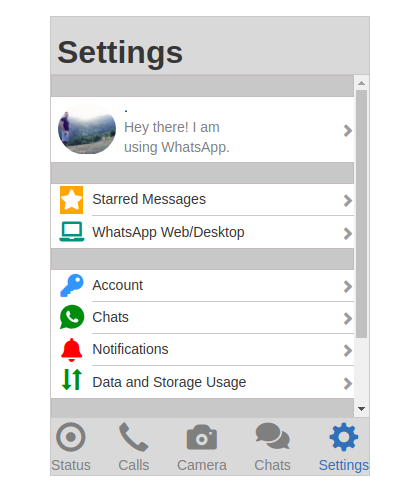 Settings
.
Hey there! I am
using WhatsApp.
Starred Messages
WhatsApp Web/Desktop
Account
Chats
Notifications
Data and Storage Usage
Status Calls Camera Chats Settings